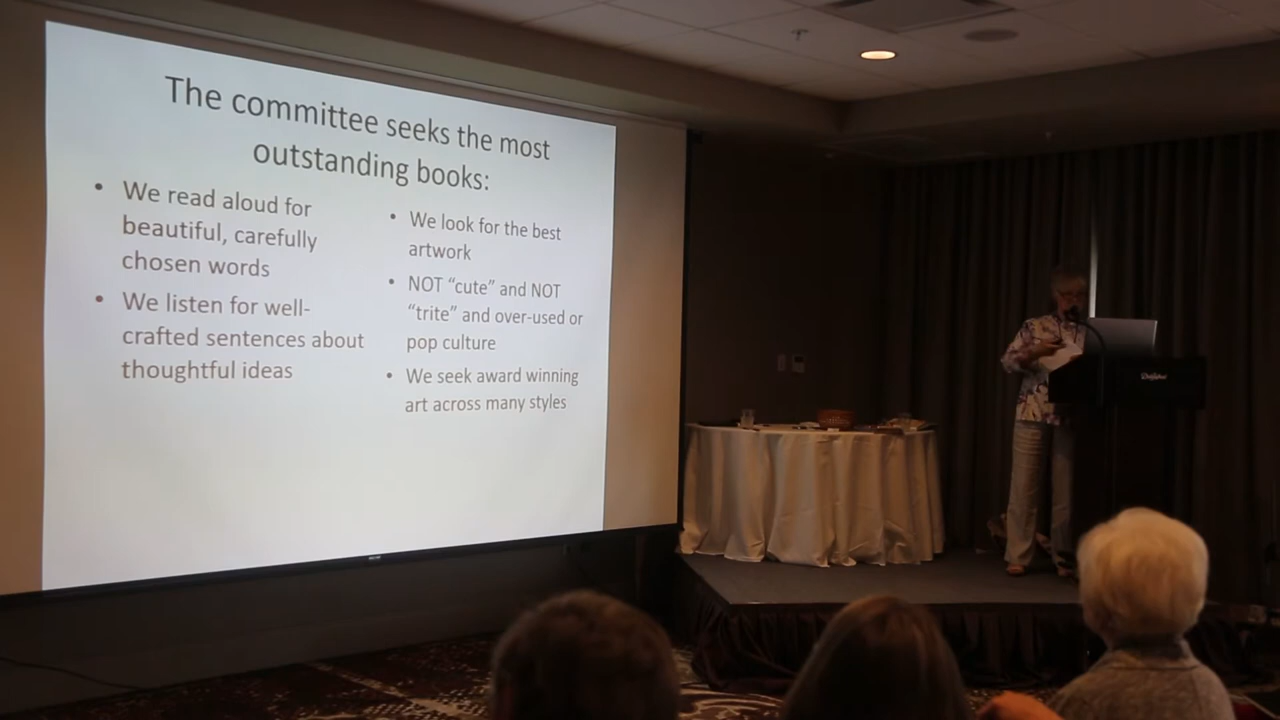 The committee seeks the most
outstanding books:
• We read aloud for
beautiful, carefully
chosen words
• We listen for well-
crafted sentences about
thoughtful ideas
• We look for the best
artwork
• NOT “cute” and NOT
“trite” and over-used or
pop culture
• We seek award winning
art across many styles